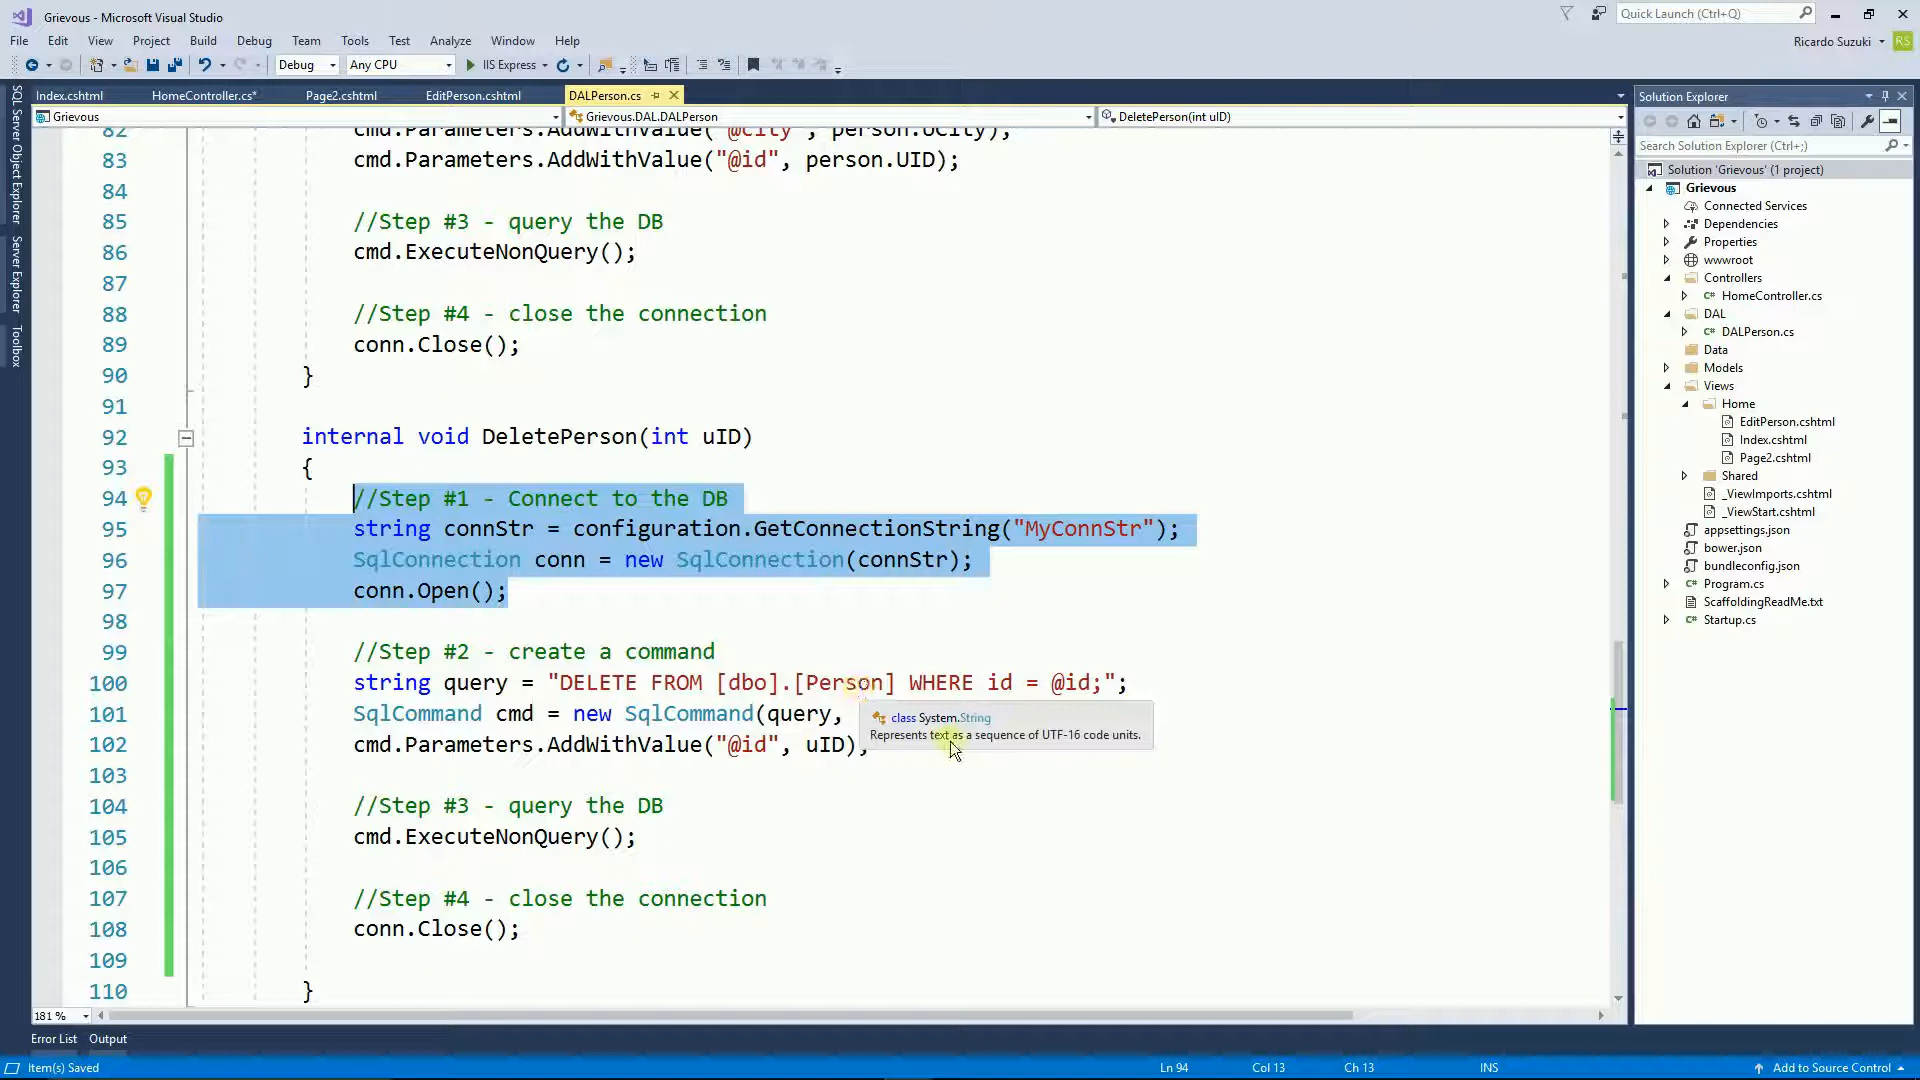 Grievous - Microsoft Visual Studio
Quick Launch (Ctrl+Q)
File Edit View Project Build Debug Team Tools Test Analyze Window Help
Ricardo Suzuki RS
Debug Any CPU IIS Express
Index.cshtml HomeController.cs* Page2.cshtml EditPerson.cshtml DALPerson.cs
Grievous Grievous.DAL.DALPerson DeletePerson(int uID)
SQL Server Object Explorer
Server Explorer
Toolbox
82 cmd.Parameters.AddWithValue("@city", person.UCity);
83 cmd.Parameters.AddWithValue("@id", person.UID);
84
85 //Step #3 - query the DB
86 cmd.ExecuteNonQuery();
87
88 //Step #4 - close the connection
89 conn.Close();
90 }
91
92 internal void DeletePerson(int uID)
93 {
94 //Step #1 - Connect to the DB
95 string connStr = configuration.GetConnectionString("MyConnStr");
96 SqlConnection conn = new SqlConnection(connStr);
97 conn.Open();
98
99 //Step #2 - create a command
100 string query = "DELETE FROM [dbo].[Person] WHERE id = @id;";
101 SqlCommand cmd = new SqlCommand(query,
class System.String
Represents text as a sequence of UTF-16 code units.
102 cmd.Parameters.AddWithValue("@id", uID);
103
104 //Step #3 - query the DB
105 cmd.ExecuteNonQuery();
106
107 //Step #4 - close the connection
108 conn.Close();
109
110 }
181 %
Error List Output
Item(s) Saved Ln 94 Col 13 Ch 13 INS Add to Source Control
Solution Explorer
Search Solution Explorer (Ctrl+;)
Solution 'Grievous' (1 project)
Grievous
Connected Services
Dependencies
Properties
wwwroot
Controllers
C# HomeController.cs
DAL
C# DALPerson.cs
Data
Models
Views
Home
EditPerson.cshtml
Index.cshtml
Page2.cshtml
Shared
_ViewImports.cshtml
_ViewStart.cshtml
appsettings.json
bower.json
bundleconfig.json
C# Program.cs
ScaffoldingReadMe.txt
C# Startup.cs